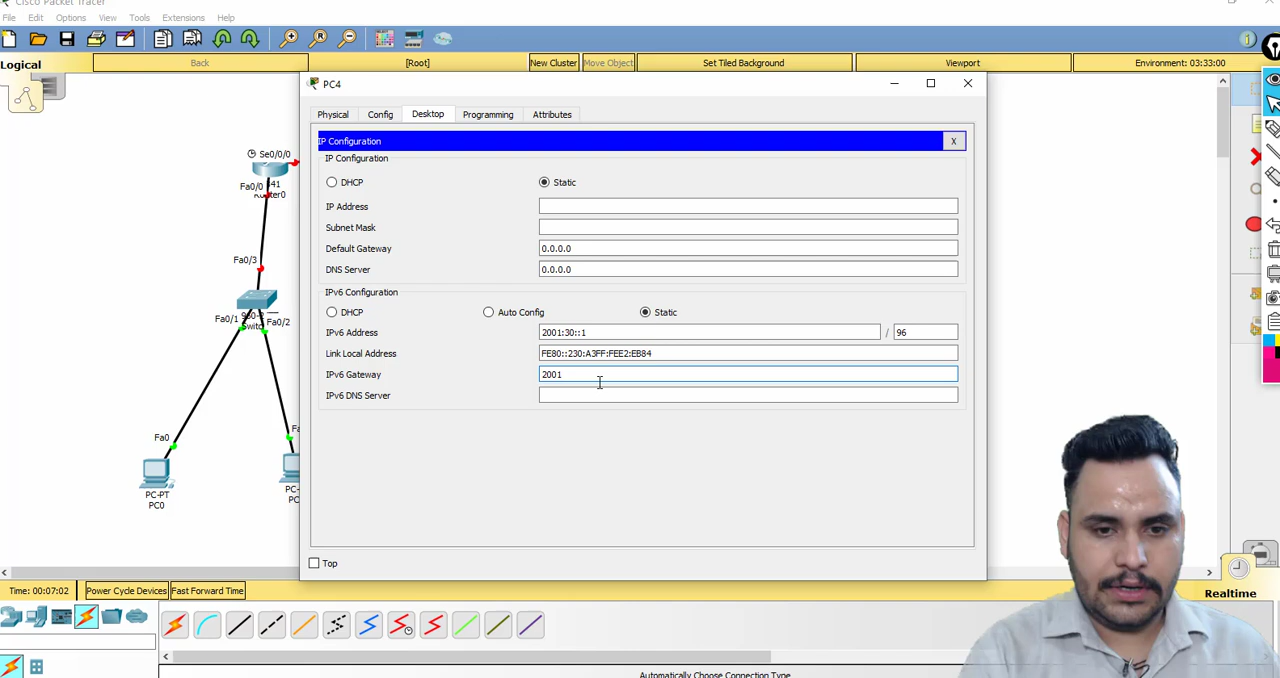 Cisco Packet Tracer
File Edit Options View Tools Extensions Help
Logical Back [Root] New Cluster Move Object Set Tiled Background Viewport Environment: 03:33:00
PC4
Physical Config Desktop Programming Attributes
IP Configuration X
IP Configuration
DHCP Static
IP Address
Subnet Mask
Default Gateway 0.0.0.0
DNS Server 0.0.0.0
IPv6 Configuration
DHCP Auto Config Static
IPv6 Address 2001:30::1 / 96
Link Local Address FE80::230:A3FF:FEE2:EB84
IPv6 Gateway 2001
IPv6 DNS Server
Top
Se0/0/0
Fa0/0
Fa0/3
Fa0/1
Fa0/2
Fa0
PC-PT
PC0
Time: 00:07:02 Power Cycle Devices Fast Forward Time Realtime
Automatically Choose Connection Type